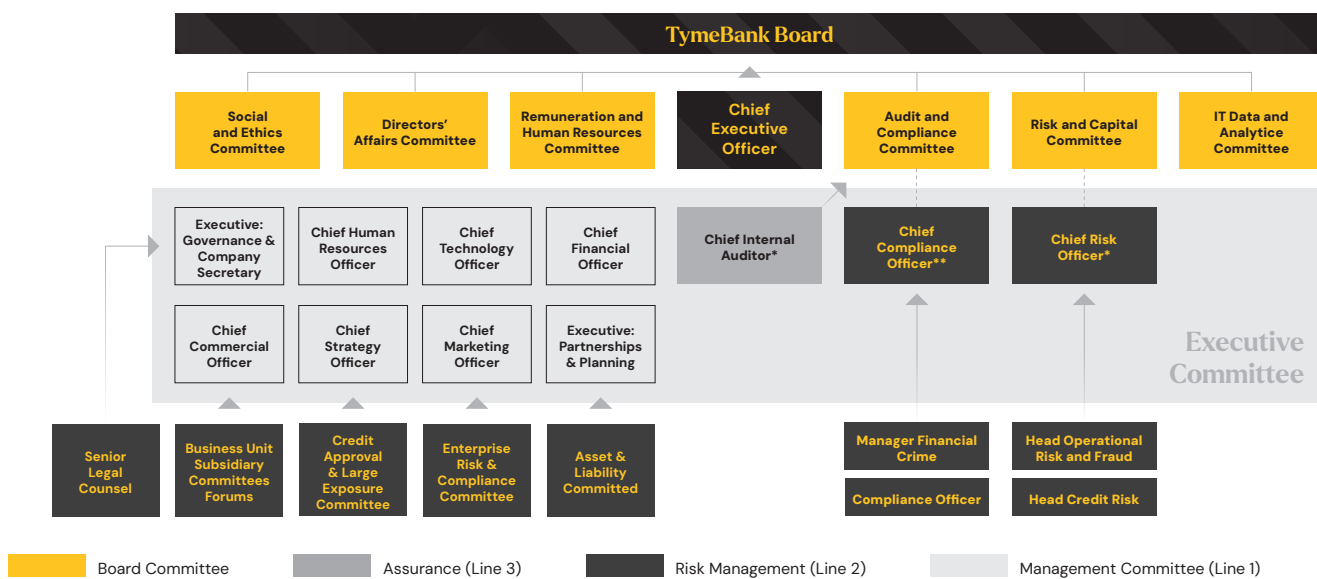 TymeBank Board
Social
and Ethics
Committee
Directors'
Affairs Committee
Remuneration and
Human Resources
Committee
Chief
Executive
Officer
Audit and
Compliance
Committee
Risk and Capital
Committee
IT Data and
Analytice
Committee
Executive:
Governance &
Company
Secretary
Chief Human
Resources
Officer
Chief
Technology
Officer
Chief
Financial
Officer
Chief Internal
Auditor*
Chief
Compliance
Officer**
Chief Risk
Officer*
Chief
Commercial
Officer
Chief
Strategy
Officer
Chief
Marketing
Officer
Executive:
Partnerships
& Planning
Executive
Committee
Senior
Legal
Counsel
Business Unit
Subsidiary
Committees
Forums
Credit
Approval
& Large
Exposure
Committee
Enterprise
Risk &
Compliance
Committee
Asset &
Liability
Committed
Manager Financial
Crime
Compliance Officer
Head Operational
Risk and Fraud
Head Credit Risk
Board Committee
Assurance (Line 3)
Risk Management (Line 2)
Management Committee (Line 1)